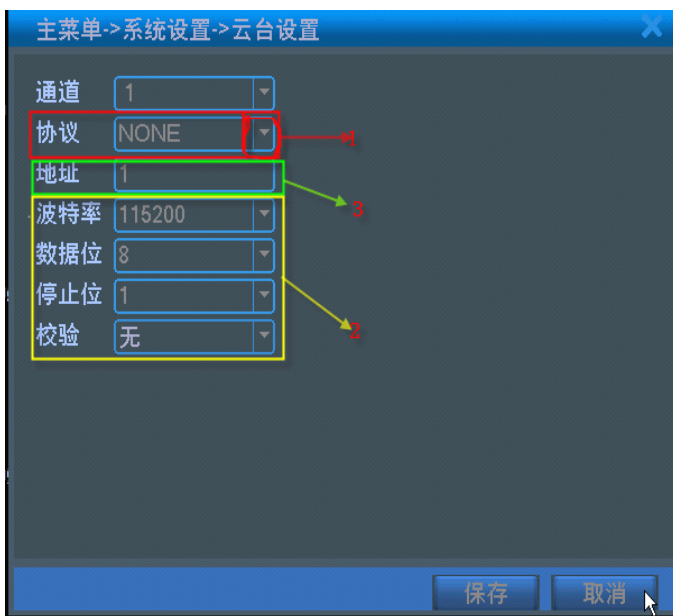 主菜单->系统设置->云台设置
通道 1
协议 NONE 1
地址 1
3
波特率 115200
数据位 8
停止位 1
校验 无 2
保存 取消